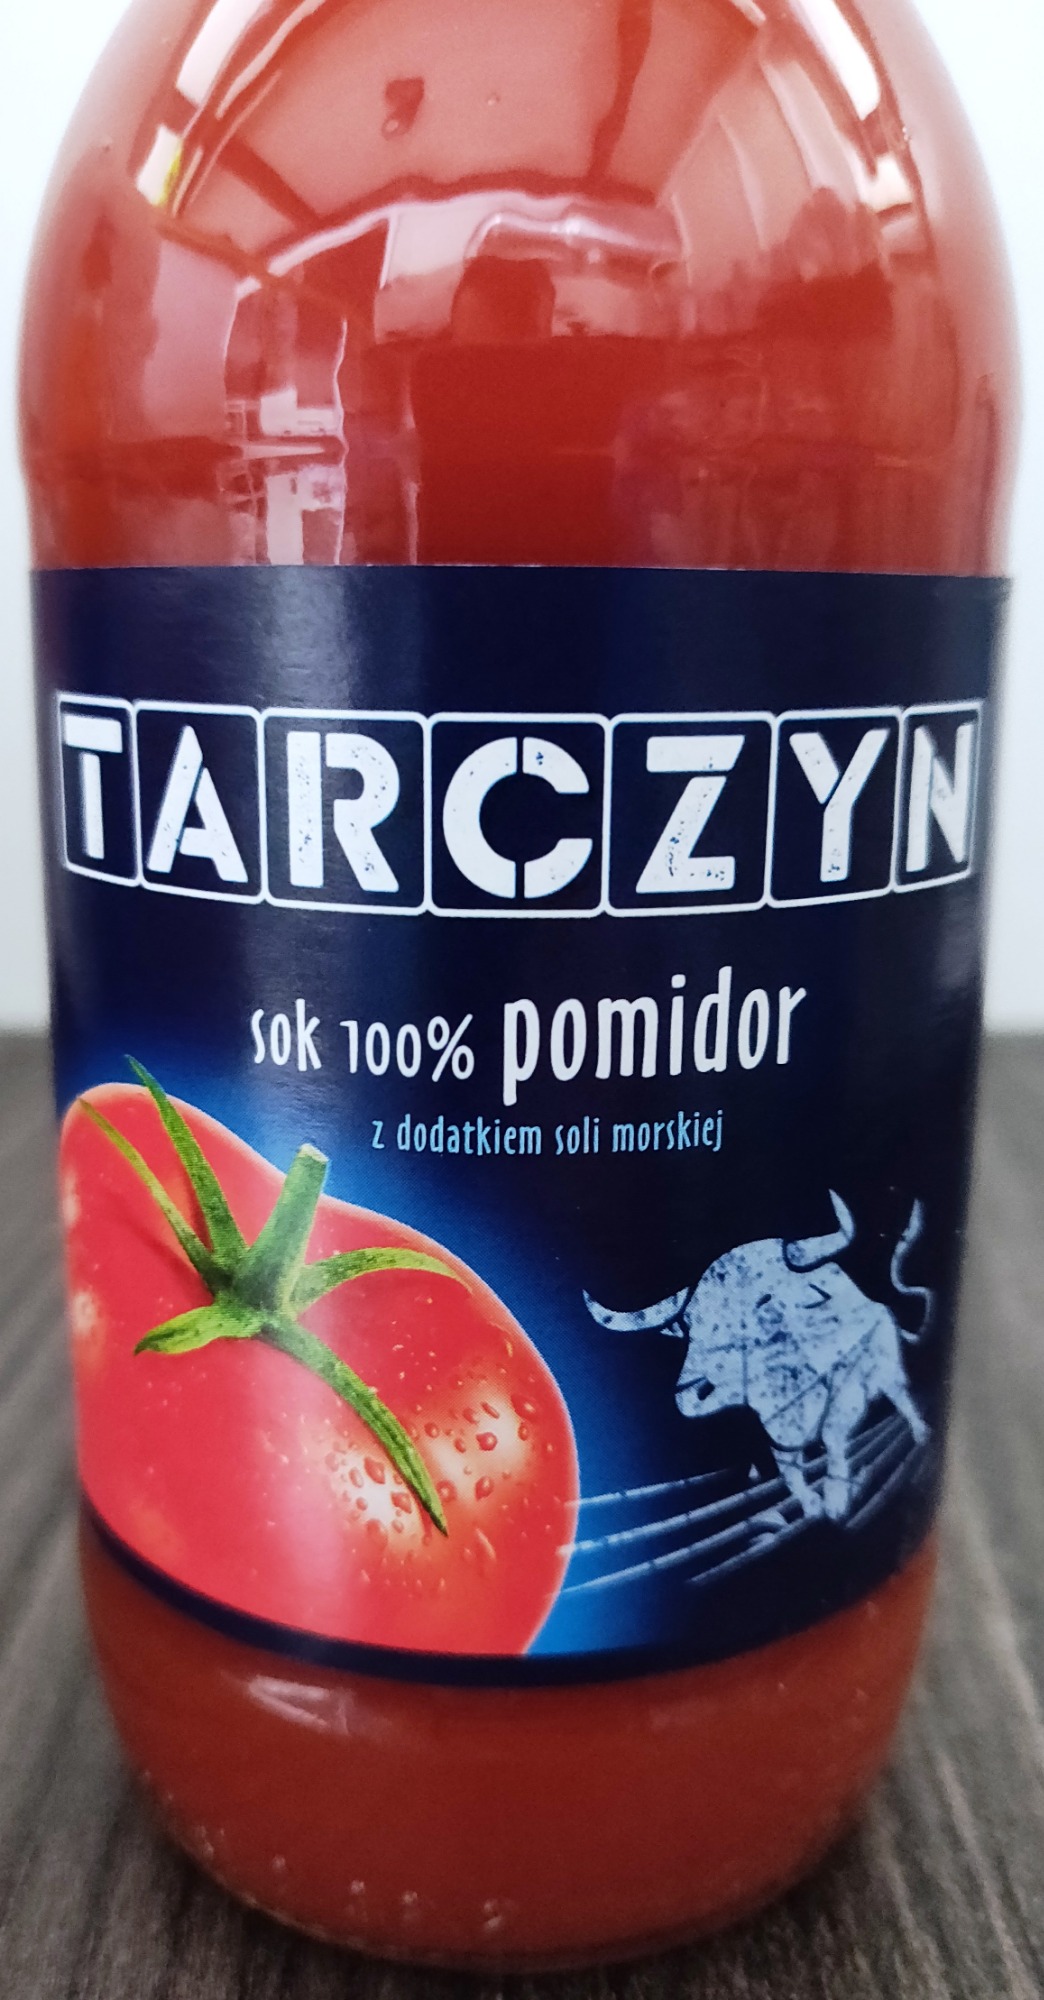 TARCZYN
sok 100% pomidor
z dodatkiem soli morskiej